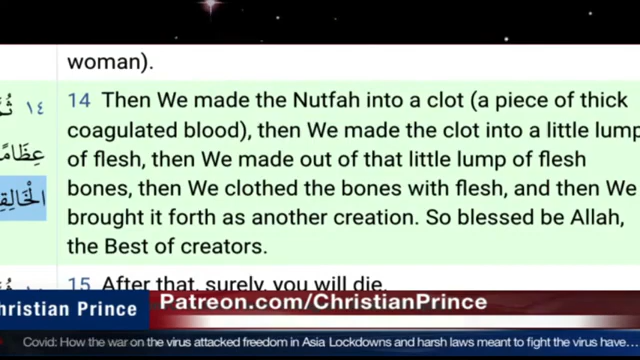 woman).
١٤ ثُمَّ
14 Then We made the Nutfah into a clot (a piece of thick
coagulated blood), then We made the clot into a little lump
عِظَامًا
of flesh, then We made out of that little lump of flesh
bones, then We clothed the bones with flesh, and then We
brought it forth as another creation. So blessed be Allah,
the Best of creators.
15 After that, surely, you will die.
Christian Prince
Patreon.com/ChristianPrince
Covid: How the war on the virus attacked freedom in Asia Lockdowns and harsh laws meant to fight the virus have...